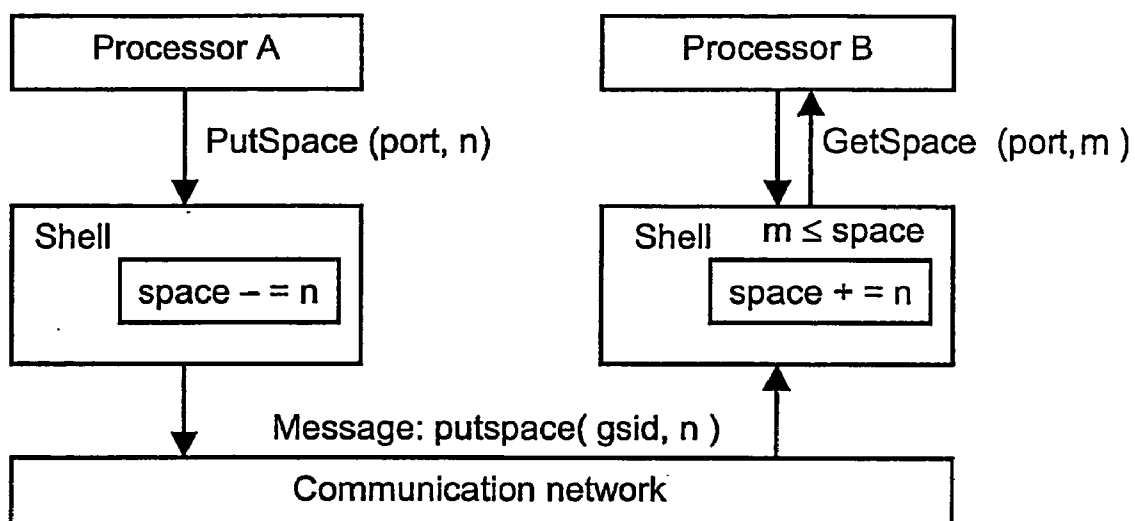 Processor A
Processor B
PutSpace (port, n)
GetSpace (port, m )
Shell
space – = n
Shell
m ≤ space
space + = n
Message: putspace( gsid, n )
Communication network